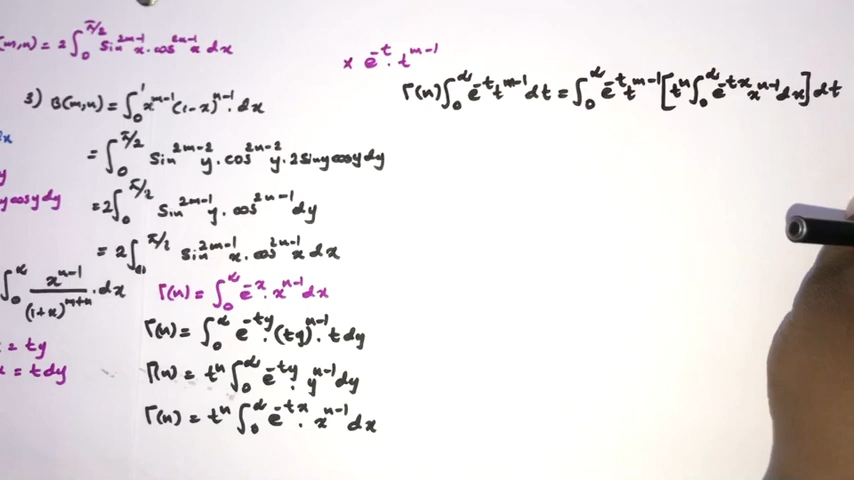 (m,n) = 2∫₀^(π/2) sin^(2m-1) x . cos^(2n-1) x dx
3) B(m,n) = ∫₀^1 x^(m-1) (1-x)^(n-1) . dx
= ∫₀^(π/2) sin^(2m-2) y . cos^(2n-2) y . 2 sin y cos y dy
y cos y dy
= 2∫₀^(π/2) sin^(2m-1) y . cos^(2n-1) dy
= 2∫₀^(π/2) sin^(2m-1) x . cos^(2n-1) x dx
∫₀^∝ x^(n-1)/(1+x)^(m+n) . dx
= ty
= t dy
Γ(n) = ∫₀^∝ e^(-x) . x^(n-1) dx
Γ(n) = ∫₀^∝ e^(-ty) . (ty)^(n-1) . t dy
Γ(n) = t^n ∫₀^∝ e^(-ty) . y^(n-1) dy
Γ(n) = t^n ∫₀^∝ e^(-tx) . x^(n-1) dx
× e^(-t) . t^(m-1)
Γ(n) ∫₀^∝ e^(-t) t^(m-1) dt = ∫₀^∝ e^(-t) t^(m-1) [t^n ∫₀^∝ e^(-tx) x^(n-1) dx] dt